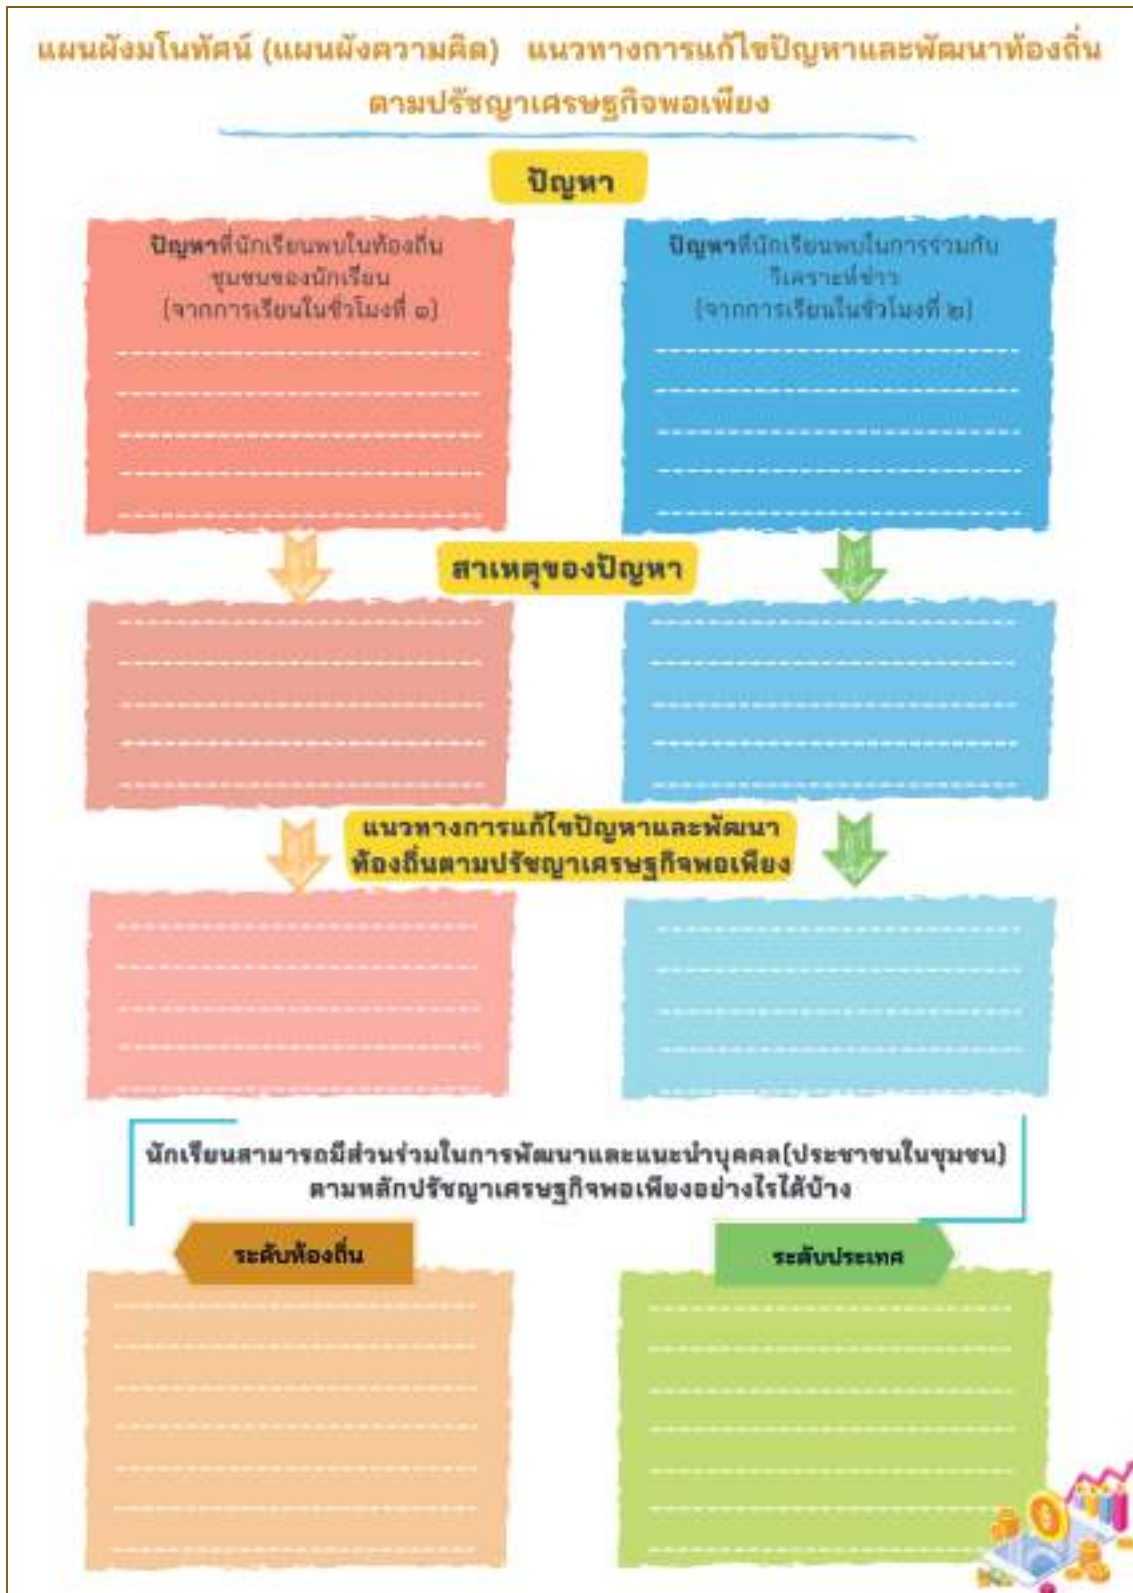 แผนผังมโนทัศน์ (แผนผังความคิด) แนวทางการแก้ไขปัญหาและพัฒนาท้องถิ่น
ตามปรัชญาเศรษฐกิจพอเพียง
ปัญหา
ปัญหาที่นักเรียนพบในท้องถิ่น
ชุมชนของนักเรียน
(จากการเรียนในชั่วโมงที่ ๑)
ปัญหาที่นักเรียนพบในการร่วมกับ
วิเคราะห์ข่าว
(จากการเรียนในชั่วโมงที่ ๒)
สาเหตุของปัญหา
แนวทางการแก้ไขปัญหาและพัฒนา
ท้องถิ่นตามปรัชญาเศรษฐกิจพอเพียง
นักเรียนสามารถมีส่วนร่วมในการพัฒนาและแนะนำบุคคล(ประชาชนในชุมชน)
ตามหลักปรัชญาเศรษฐกิจพอเพียงอย่างไรได้บ้าง
ระดับท้องถิ่น
ระดับประเทศ